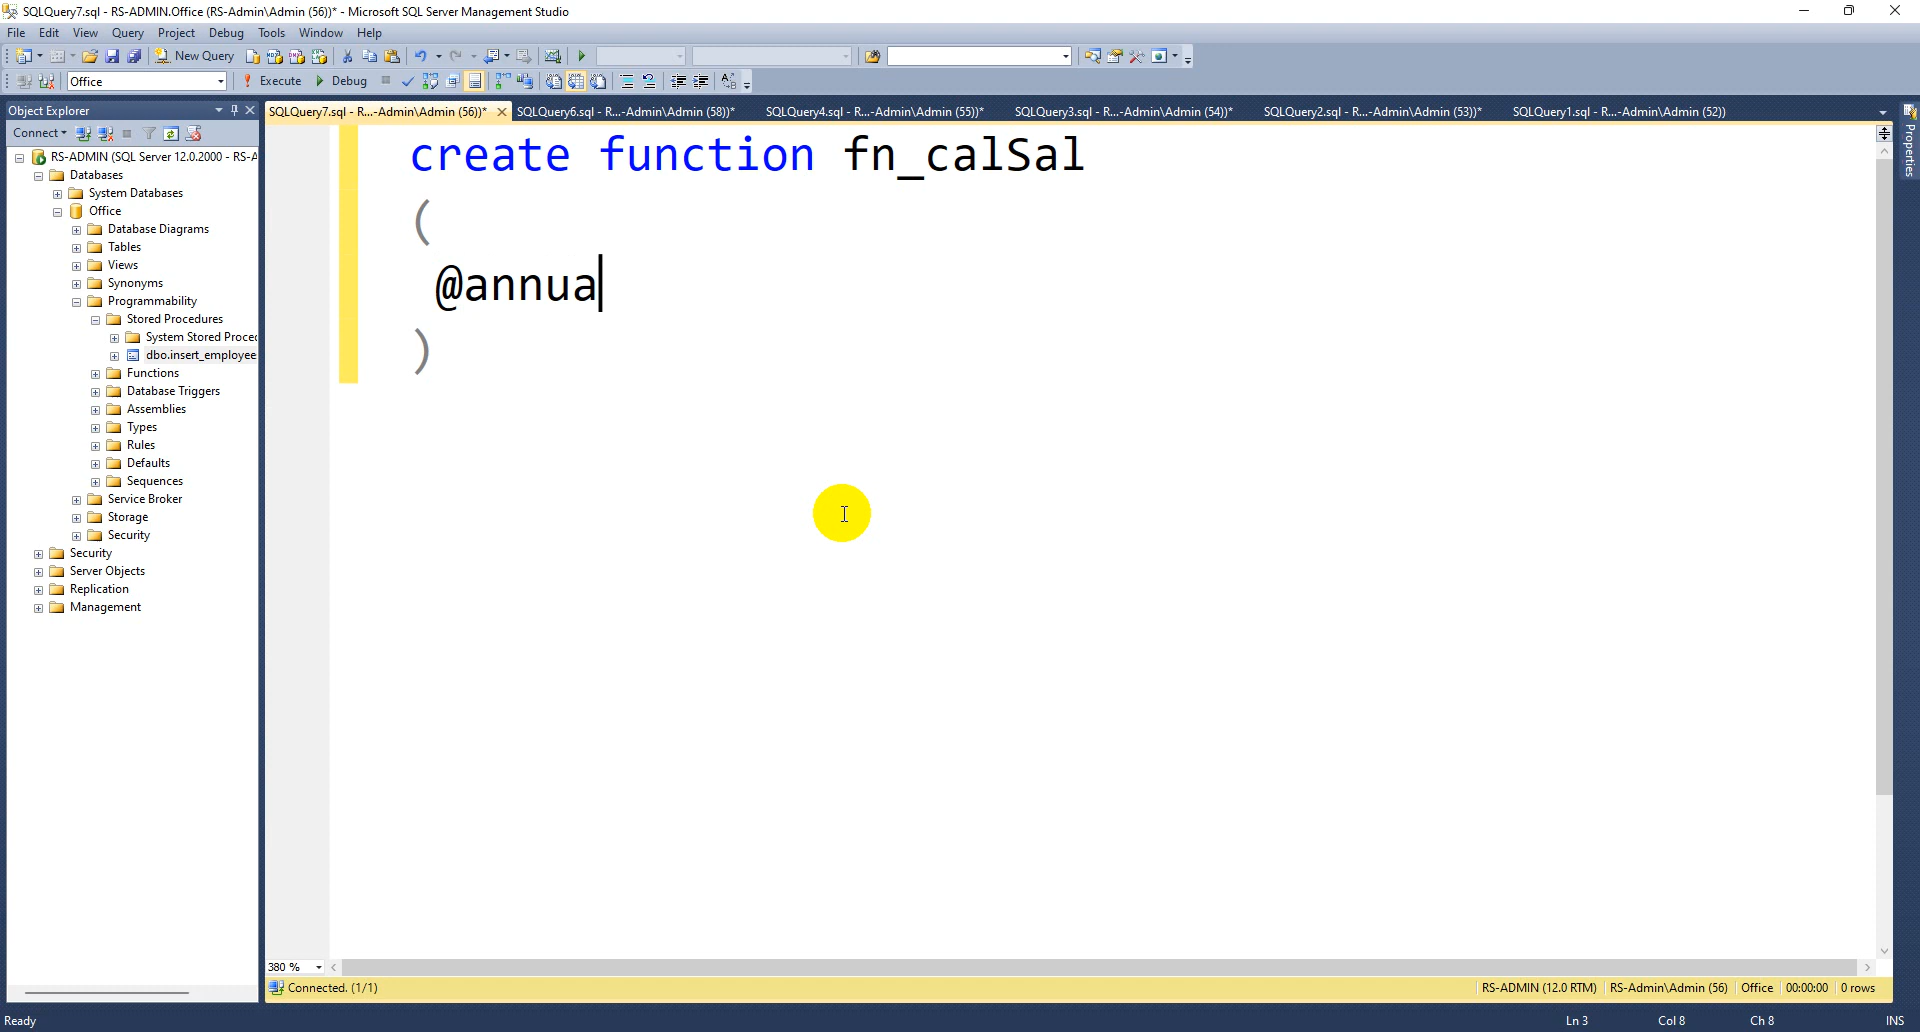 SQLQuery7.sql - RS-ADMIN.Office (RS-Admin\Admin (56))* - Microsoft SQL Server Management Studio
File Edit View Query Project Debug Tools Window Help
New Query
Office Execute Debug
Object Explorer
SQLQuery7.sql - R...-Admin\Admin (56))* SQLQuery6.sql - R...-Admin\Admin (58))* SQLQuery4.sql - R...-Admin\Admin (55))* SQLQuery3.sql - R...-Admin\Admin (54))* SQLQuery2.sql - R...-Admin\Admin (53))* SQLQuery1.sql - R...-Admin\Admin (52))
Connect
RS-ADMIN (SQL Server 12.0.2000 - RS-A
Databases
System Databases
Office
Database Diagrams
Tables
Views
Synonyms
Programmability
Stored Procedures
System Stored Proce
dbo.insert_employee
Functions
Database Triggers
Assemblies
Types
Rules
Defaults
Sequences
Service Broker
Storage
Security
Security
Server Objects
Replication
Management
create function fn_calSal
(
@annua
)
Properties
380 %
Connected. (1/1) RS-ADMIN (12.0 RTM) RS-Admin\Admin (56) Office 00:00:00 0 rows
Ready Ln 3 Col 8 Ch 8 INS